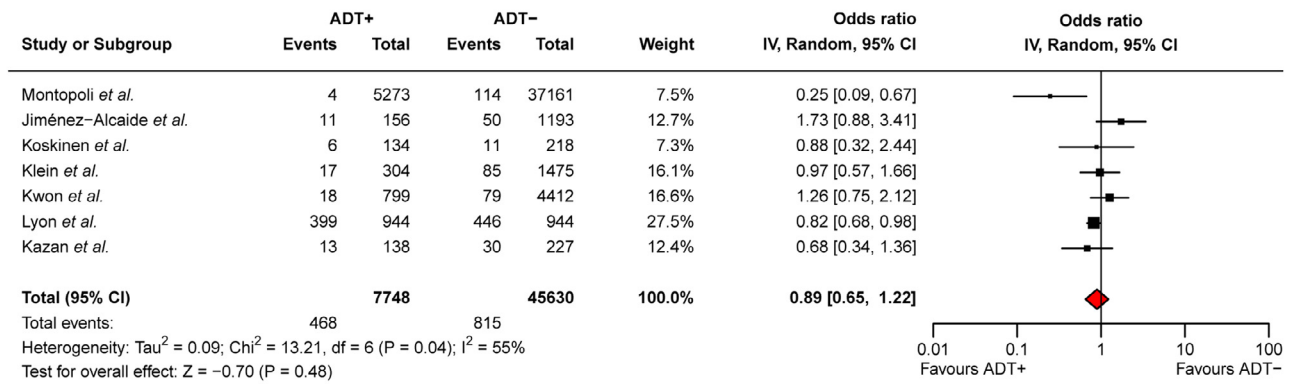 ADT+ ADT− Odds ratio Odds ratio
Study or Subgroup Events Total Events Total Weight IV, Random, 95% CI IV, Random, 95% CI
Montopoli et al. 4 5273 114 37161 7.5% 0.25 [0.09, 0.67]
Jiménez−Alcaide et al. 11 156 50 1193 12.7% 1.73 [0.88, 3.41]
Koskinen et al. 6 134 11 218 7.3% 0.88 [0.32, 2.44]
Klein et al. 17 304 85 1475 16.1% 0.97 [0.57, 1.66]
Kwon et al. 18 799 79 4412 16.6% 1.26 [0.75, 2.12]
Lyon et al. 399 944 446 944 27.5% 0.82 [0.68, 0.98]
Kazan et al. 13 138 30 227 12.4% 0.68 [0.34, 1.36]
Total (95% CI) 7748 45630 100.0% 0.89 [0.65, 1.22]
Total events: 468 815
Heterogeneity: Tau² = 0.09; Chi² = 13.21, df = 6 (P = 0.04); I² = 55%
Test for overall effect: Z = −0.70 (P = 0.48)
0.01 0.1 1 10 100
Favours ADT+ Favours ADT−